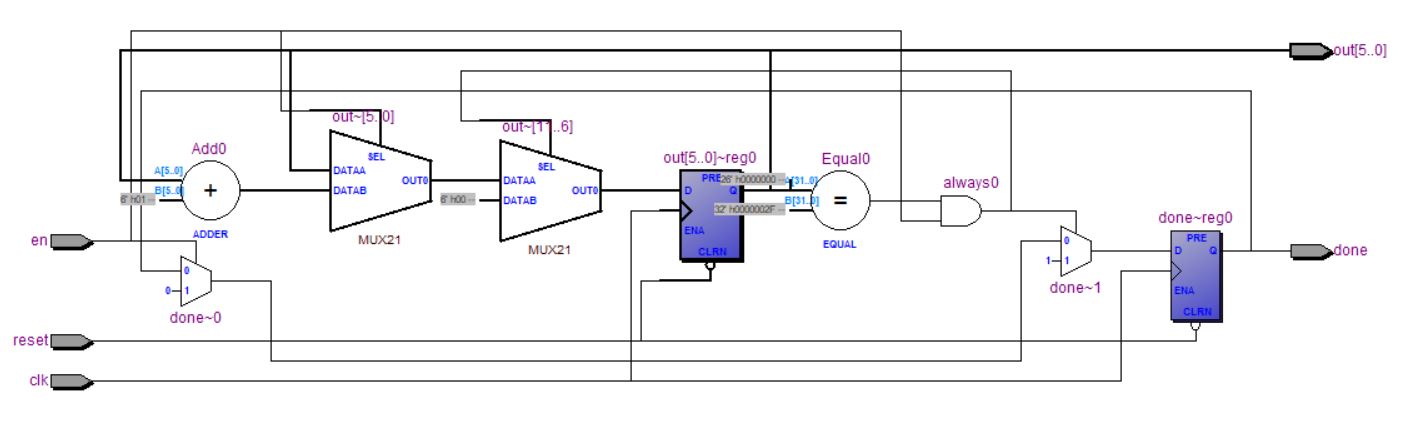 out[5..0]
out~[5..0]
out~[11..6]
SEL
DATAA
DATAB
OUT0
MUX21
SEL
DATAA
DATAB
OUT0
MUX21
6' h00 --
Add0
A[5..0]
B[5..0]
6' h01 --
+
ADDER
out[5..0]~reg0
PRE
D
Q
ENA
CLRN
26' h0000000 --
A[31..0]
32' h0000002F --
B[31..0]
Equal0
=
EQUAL
always0
en
0
0
1
done~0
0
1
1
done~1
done~reg0
PRE
D
Q
ENA
CLRN
done
reset
clk